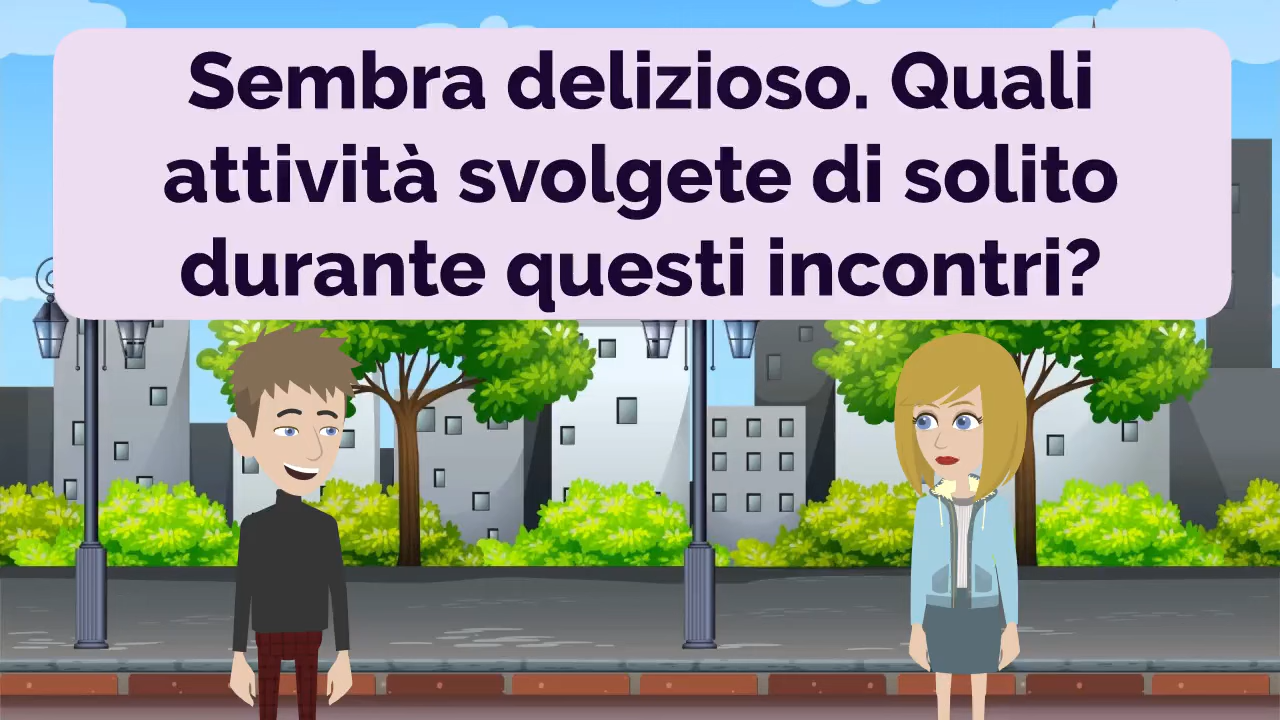 Sembra delizioso. Quali
attività svolgete di solito
durante questi incontri?